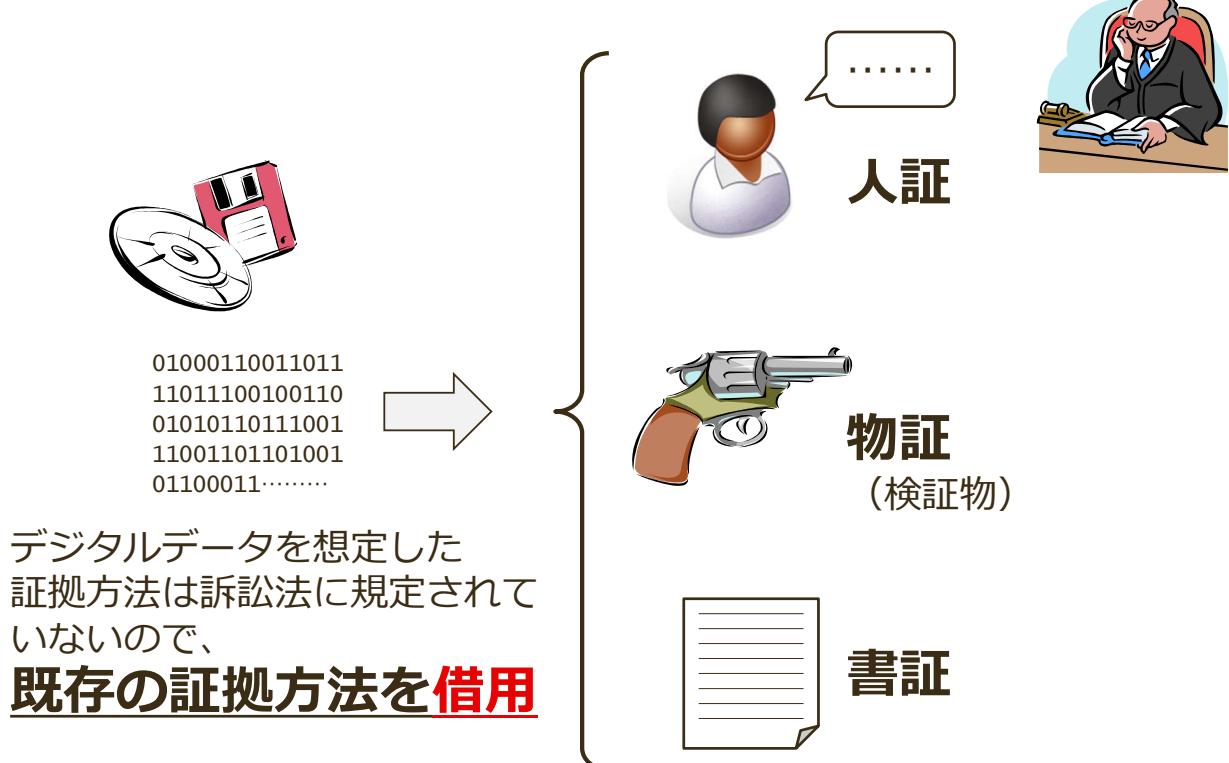 ……
人証
01000110011011
11011100100110
01010110111001
11001101101001
01100011………
物証
（検証物）
デジタルデータを想定した
証拠方法は訴訟法に規定されて
いないので、
既存の証拠方法を借用
書証